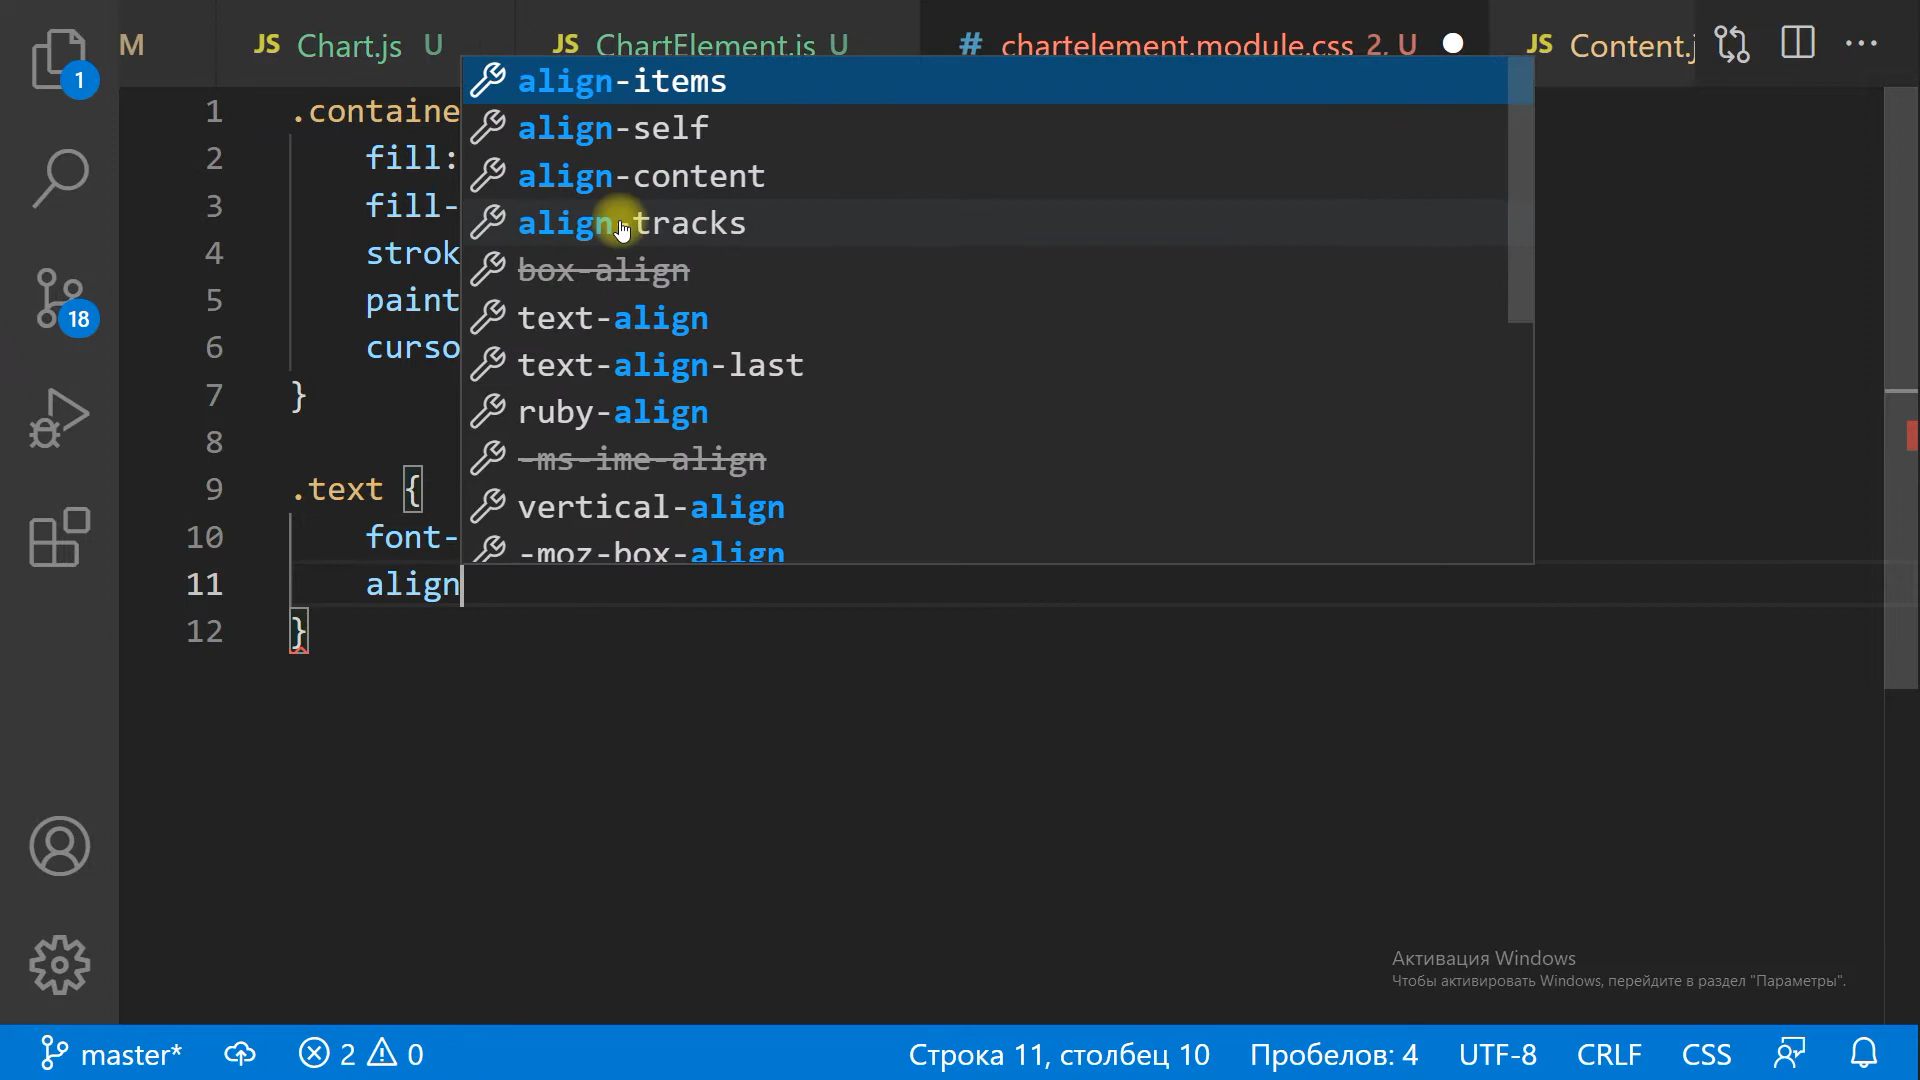 M
JS Chart.js U
JS ChartElement.js U
# chartelement.module.css 2, U
JS Content.j
1
18
1 .containe
2 fill:
3 fill-
4 strok
5 paint
6 curso
7 }
8
9 .text {
10 font-
11 align
12 }
align-items
align-self
align-content
align-tracks
box-align
text-align
text-align-last
ruby-align
-ms-ime-align
vertical-align
-moz-box-align
Активация Windows
Чтобы активировать Windows, перейдите в раздел "Параметры".
master* 2 0 Строка 11, столбец 10 Пробелов: 4 UTF-8 CRLF CSS